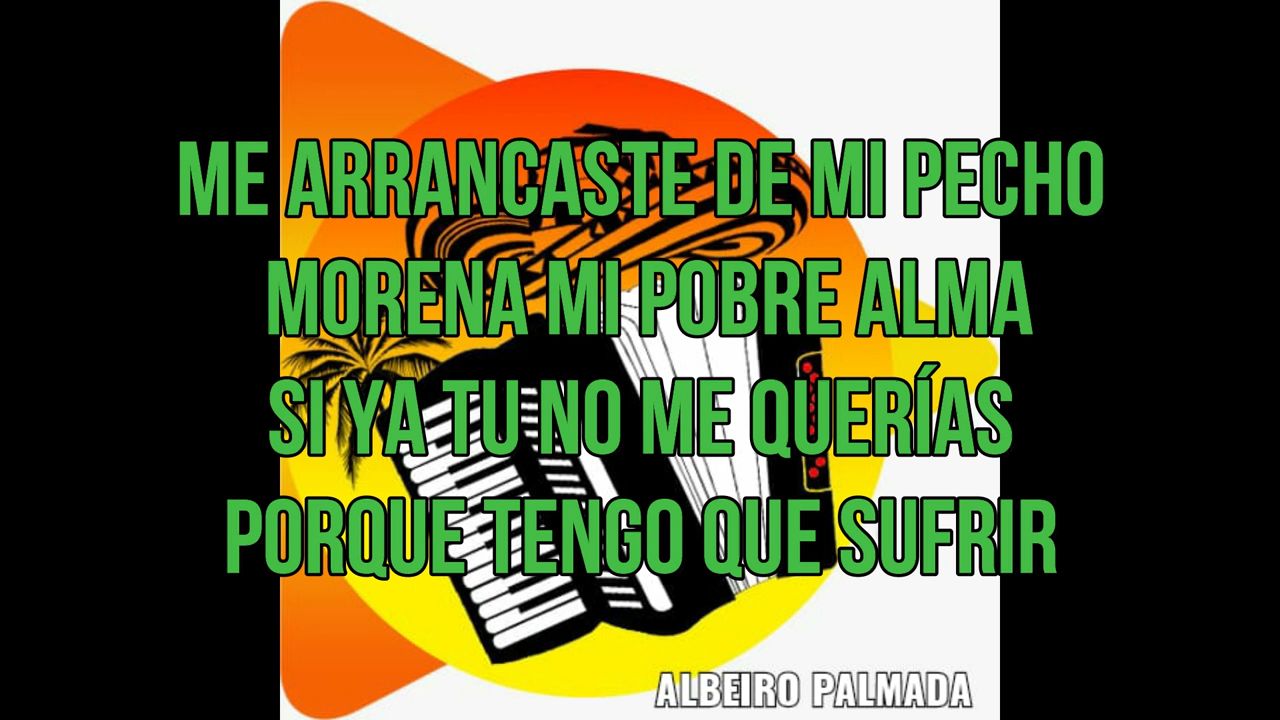 ME ARRANCASTE DE MI PECHO
MORENA MI POBRE ALMA
SI YA TU NO ME QUERÍAS
PORQUE TENGO QUE SUFRIR
ALBEIRO PALMADA